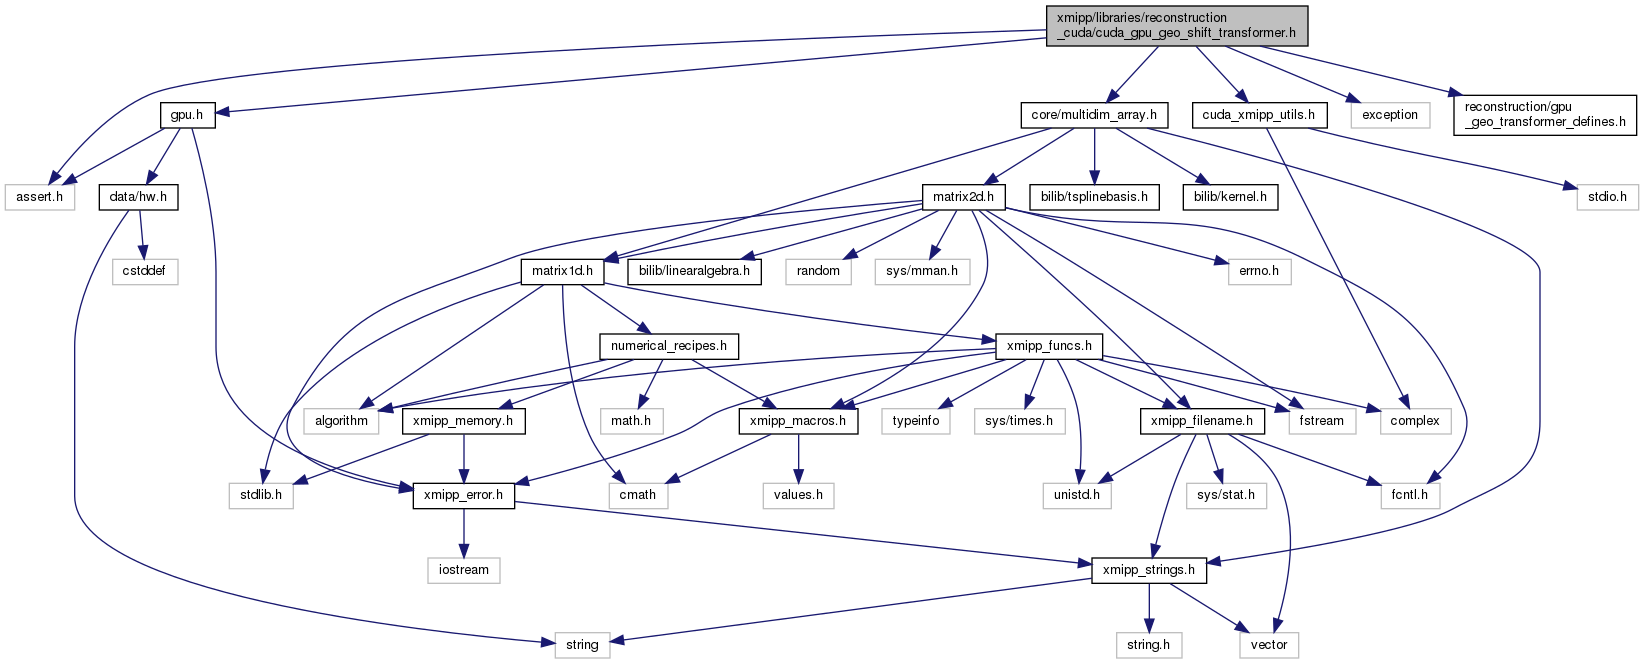 xmipp/libraries/reconstruction
_cuda/cuda_gpu_geo_shift_transformer.h
gpu.h
core/multidim_array.h
cuda_xmipp_utils.h
exception
reconstruction/gpu
_geo_transformer_defines.h
assert.h
data/hw.h
matrix2d.h
bilib/tsplinebasis.h
bilib/kernel.h
stdio.h
cstddef
matrix1d.h
bilib/linearalgebra.h
random
sys/mman.h
errno.h
numerical_recipes.h
xmipp_funcs.h
algorithm
xmipp_memory.h
math.h
xmipp_macros.h
typeinfo
sys/times.h
xmipp_filename.h
fstream
complex
stdlib.h
xmipp_error.h
cmath
values.h
unistd.h
sys/stat.h
fcntl.h
iostream
xmipp_strings.h
string
string.h
vector